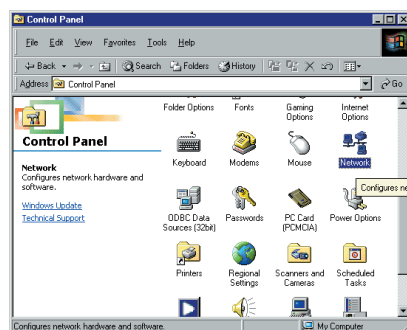 Control Panel
File Edit View Favorites Tools Help
Back Search Folders History
Address Control Panel Go
Control Panel
Network
Configures network hardware and
software.
Windows Update
Technical Support
Folder Options Fonts Gaming Options Internet Options
Keyboard Modems Mouse Network
Configures ne
ODBC Data Sources (32bit) Passwords PC Card (PCMCIA) Power Options
Printers Regional Settings Scanners and Cameras Scheduled Tasks
Configures network hardware and software. My Computer